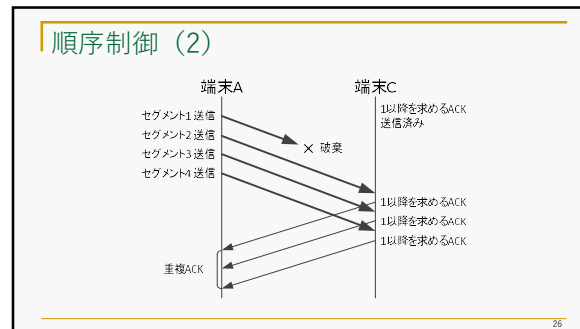 順序制御（2）
端末A
端末C
1以降を求めるACK
送信済み
セグメント1 送信
セグメント2 送信
セグメント3 送信
セグメント4 送信
× 破棄
1以降を求めるACK
1以降を求めるACK
1以降を求めるACK
重複ACK
26